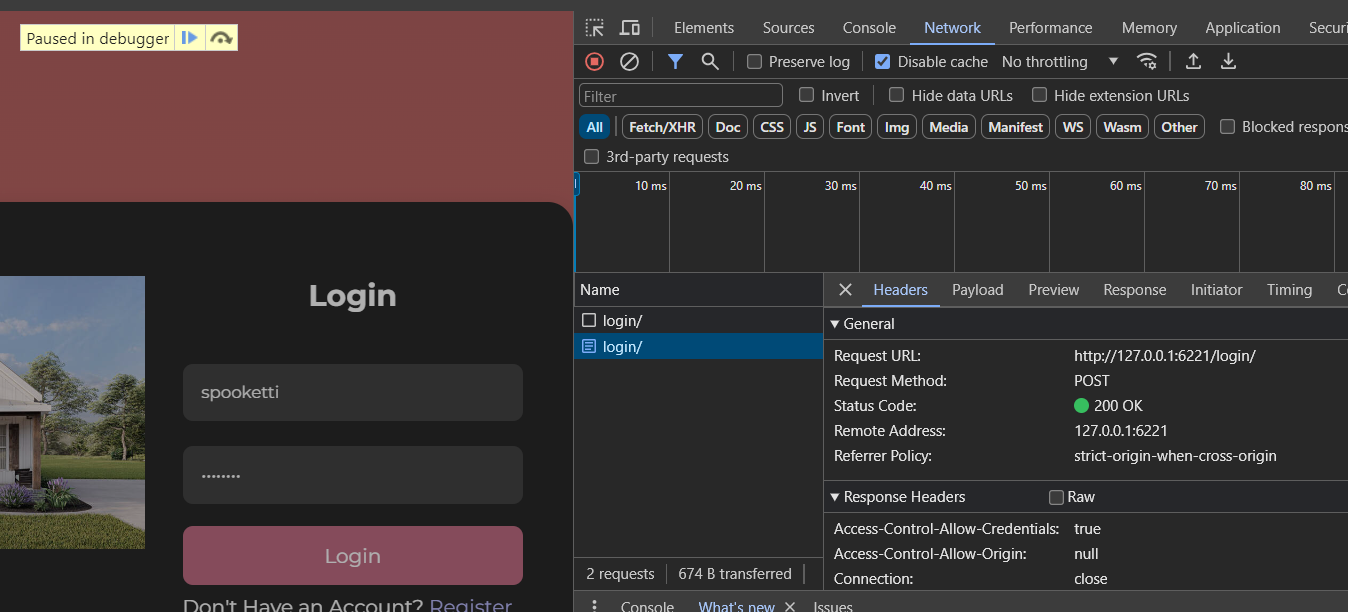 Paused in debugger
Login
spooketti
........
Login
Don't Have an Account? Register
Elements Sources Console Network Performance Memory Application Securi
Preserve log Disable cache No throttling
Filter Invert Hide data URLs Hide extension URLs
All Fetch/XHR Doc CSS JS Font Img Media Manifest WS Wasm Other Blocked respons
3rd-party requests
10 ms 20 ms 30 ms 40 ms 50 ms 60 ms 70 ms 80 ms
Name
login/
login/
2 requests 674 B transferred
Headers Payload Preview Response Initiator Timing C
General
Request URL: http://127.0.0.1:6221/login/
Request Method: POST
Status Code: 200 OK
Remote Address: 127.0.0.1:6221
Referrer Policy: strict-origin-when-cross-origin
Response Headers Raw
Access-Control-Allow-Credentials: true
Access-Control-Allow-Origin: null
Connection: close
Console What's new Issues